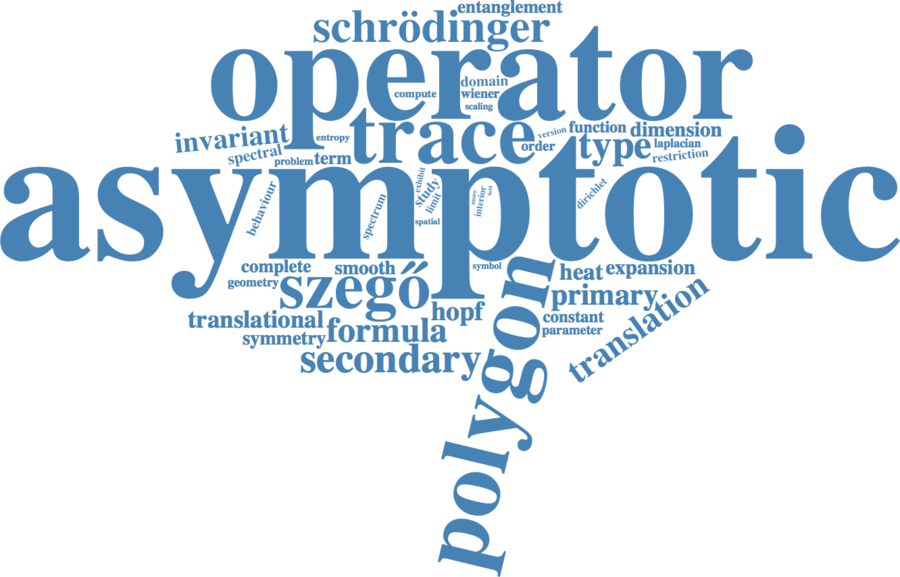 entanglement
schrödinger
operator
domain
compute
wiener
scaling
invariant
entropy
trace
version
function
dimension
order
type
laplacian
restriction
spectral
problem
term
asymptotic
behaviour
spectrum
exhibit
study
limit
spatial
more
interior
dirichlet
complete
smooth
symbol
geometry
szegő
hopf
heat
expansion
primary
translation
translational
formula
constant
parameter
symmetry
secondary
polygon